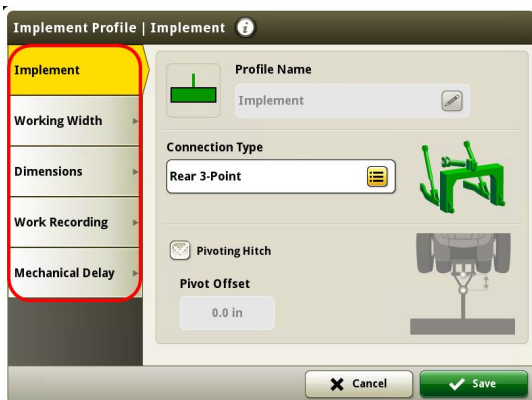 Implement Profile | Implement i
Implement
Working Width
Dimensions
Work Recording
Mechanical Delay
Profile Name
Implement
Connection Type
Rear 3-Point
Pivoting Hitch
Pivot Offset
0.0 in
Cancel
Save